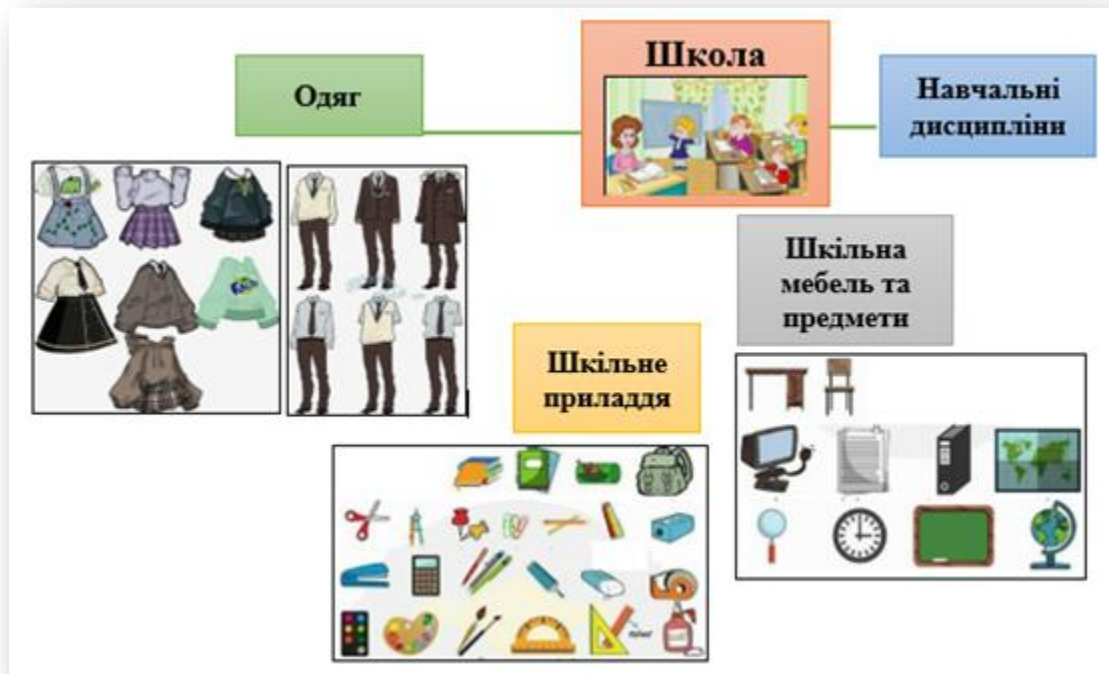 Школа
Одяг
Навчальні
дисципліни
Шкільна
мебель та
предмети
Шкільне
приладдя